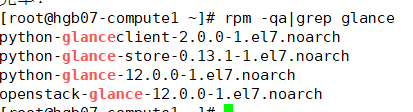 [root@hgb07-compute1 ~]# rpm -qa|grep glance
python-glanceclient-2.0.0-1.el7.noarch
python-glance-store-0.13.1-1.el7.noarch
python-glance-12.0.0-1.el7.noarch
openstack-glance-12.0.0-1.el7.noarch
[root@hgb07-compute1 ~]#